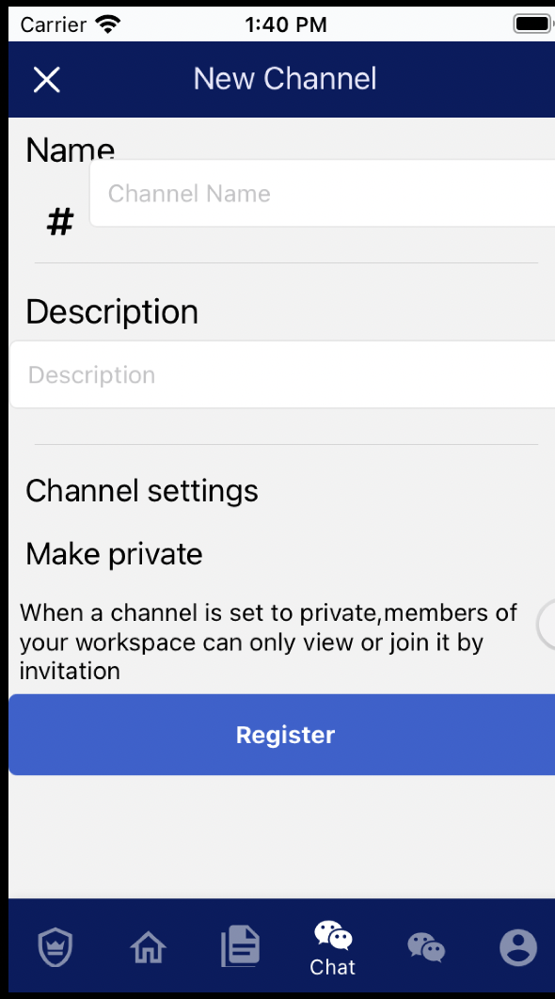 Carrier 1:40 PM
New Channel
Name
# Channel Name
Description
Description
Channel settings
Make private
When a channel is set to private,members of
your workspace can only view or join it by
invitation
Register
Chat